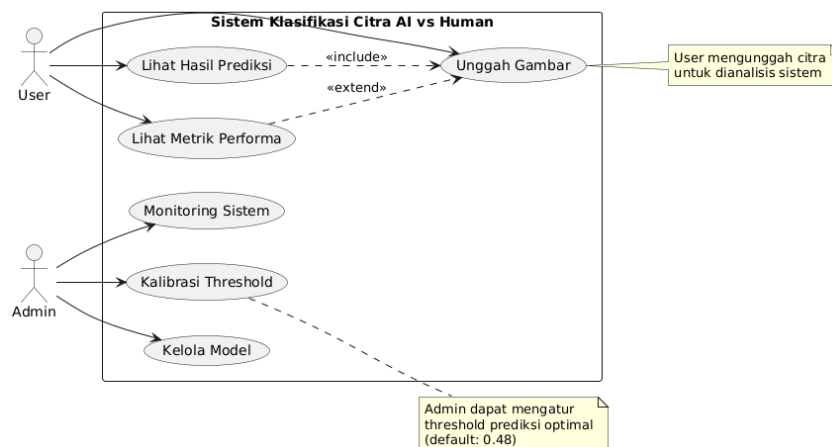 Sistem Klasifikasi Citra AI vs Human
User
Lihat Hasil Prediksi
«include»
Unggah Gambar
User mengunggah citra
untuk dianalisis sistem
«extend»
Lihat Metrik Performa
Monitoring Sistem
Admin
Kalibrasi Threshold
Kelola Model
Admin dapat mengatur
threshold prediksi optimal
(default: 0.48)